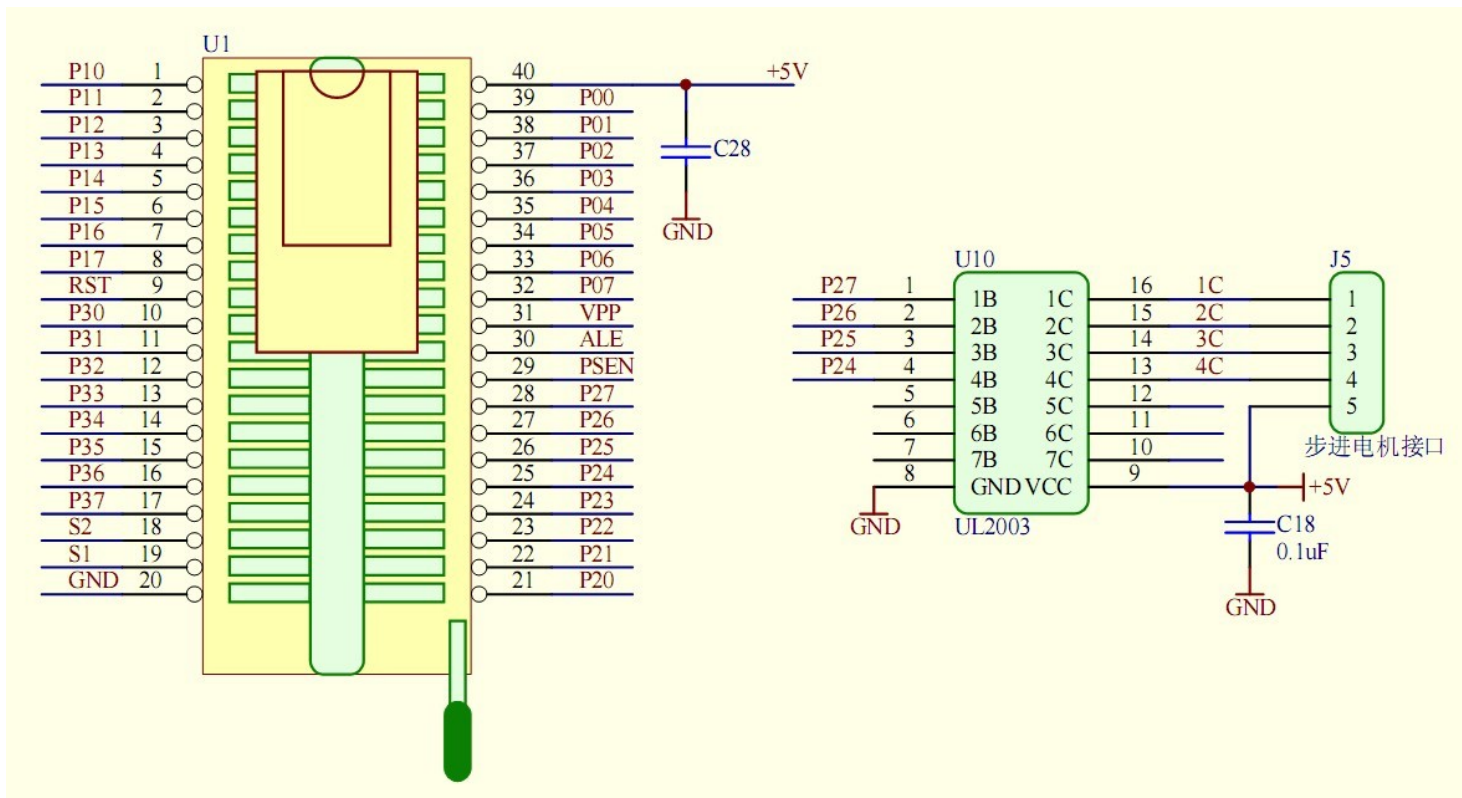 U1
P10 1 40 +5V
P11 2 39 P00
P12 3 38 P01
P13 4 37 P02
C28
P14 5 36 P03
P15 6 35 P04
P16 7 34 P05
GND
P17 8 33 P06
RST 9 32 P07
P30 10 31 VPP
P31 11 30 ALE
P32 12 29 PSEN
P33 13 28 P27
P34 14 27 P26
P35 15 26 P25
P36 16 25 P24
P37 17 24 P23
S2 18 23 P22
S1 19 22 P21
GND 20 21 P20
U10 J5
P27 1 1B 1C 16 1C 1
P26 2 2B 2C 15 2C 2
P25 3 3B 3C 14 3C 3
P24 4 4B 4C 13 4C 4
5 5B 5C 12 5
6 6B 6C 11
步进电机接口
7 7B 7C 10
8 GND VCC 9 +5V
GND UL2003 C18
0.1uF
GND